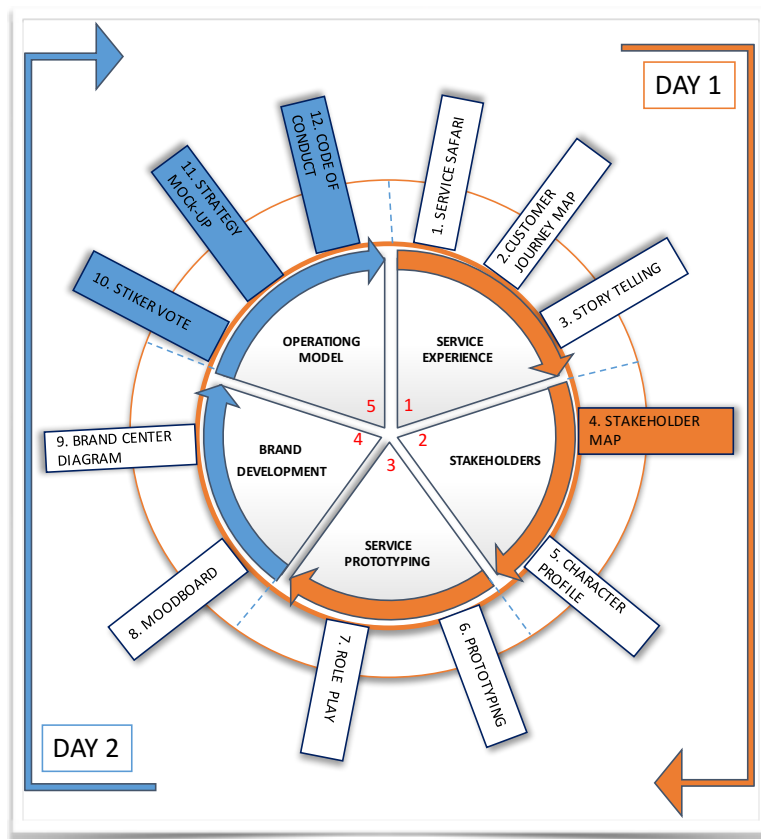 DAY 1
1. SERVICE SAFARI
2.CUSTOMER
JOURNEY MAP
3. STORY TELLING
4. STAKEHOLDER
MAP
5. CHARACTER
PROFILE
6. PROTOTYPING
7. ROLE PLAY
8. MOODBOARD
9. BRAND CENTER
DIAGRAM
10. STIKER VOTE
11. STRATEGY
MOCK-UP
12. CODE OF
CONDUCT
OPERATIONG
MODEL
5
SERVICE
EXPERIENCE
1
STAKEHOLDERS
2
SERVICE
PROTOTYPING
3
BRAND
DEVELOPMENT
4
DAY 2